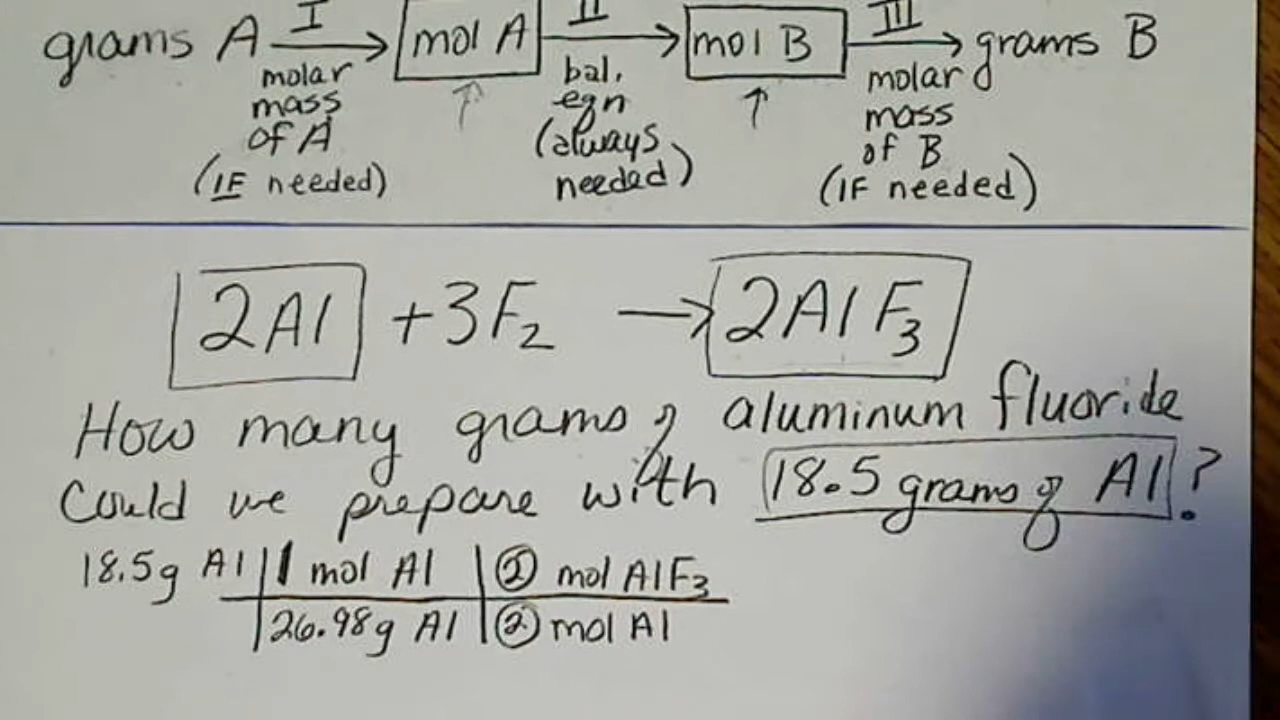 grams A I → mol A II → mol B III → grams B
molar mass of A (IF needed)
bal. eqn (always needed)
molar mass of B (IF needed)
2Al + 3F₂ → 2AlF₃
How many grams of aluminum fluoride
Could we prepare with 18.5 grams of Al?
18.5g Al | 1 mol Al | ② mol AlF₃
26.98g Al | ② mol Al